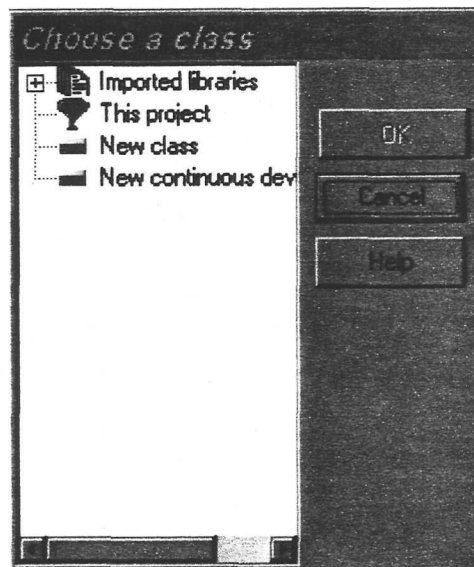 Choose a class
Imported libraries
This project
New class
New continuous dev
OK
Cancel
Help